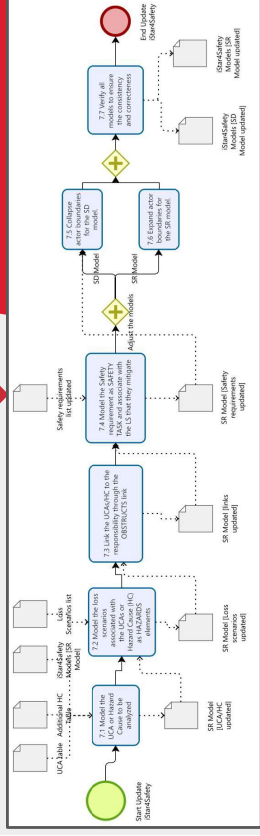 Start Update
iStar4Safety
UCA table
Additional HC
table
iStar4Safety
Models [SR
Model]
Loss
Scenarios list
7.1 Model the
UCA or Hazard
Cause to be
analyzed
SR Model
[UCA/HC
updated]
7.2 Model the loss
scenarios
associated with
the UCAs or
Hazard Cause (HC)
as HAZARDS
elements
SR Model [Loss
scenarios
updated]
7.3 Link the UCAs/HC to the
responsibility through the
OBSTRUCTS link
SR Model [links
updated]
Safety requirements
list updated
7.4 Model the Safety
requirement as SAFETY
TASK and associate with
the LS that they mitigate
SR Model [Safety
requirements
updated]
Adjust the models
SD Model
SR Model
7.5 Collapse
actor boundaries
for the SD
model.
7.6 Expand actor
boundaries for
the SR model.
7.7 Verify all
models to ensure
the consistency
and correcteness
iStar4Safety
Models [SD
Model updated]
iStar4Safety
Models [SR
Model updated]
End Update
iStar4Safety